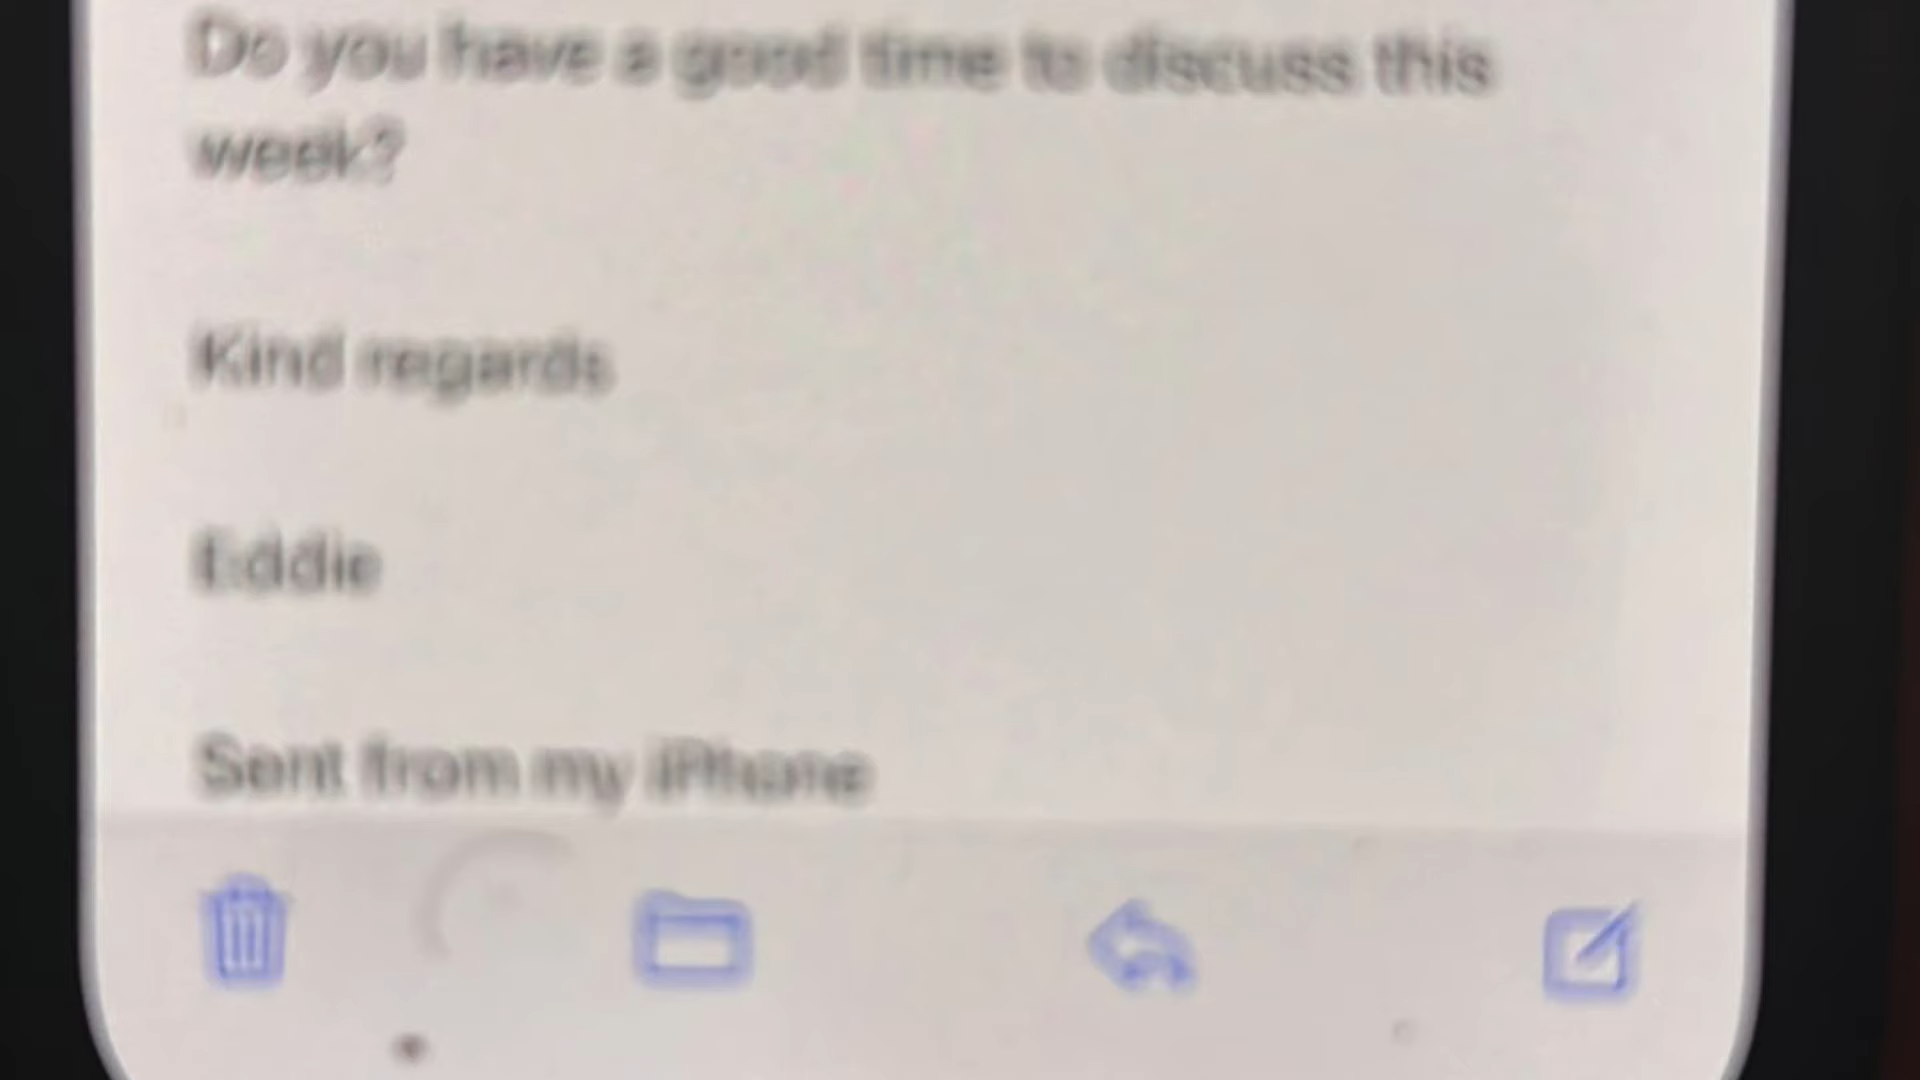 Do you have a good time to discuss this
week?
Kind regards
Eddie
Sent from my iPhone